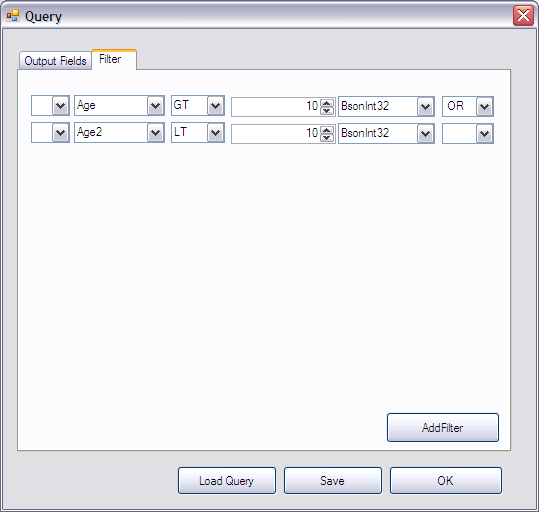 Query
Output Fields Filter
Age GT 10 BsonInt32 OR
Age2 LT 10 BsonInt32
AddFilter
Load Query Save OK